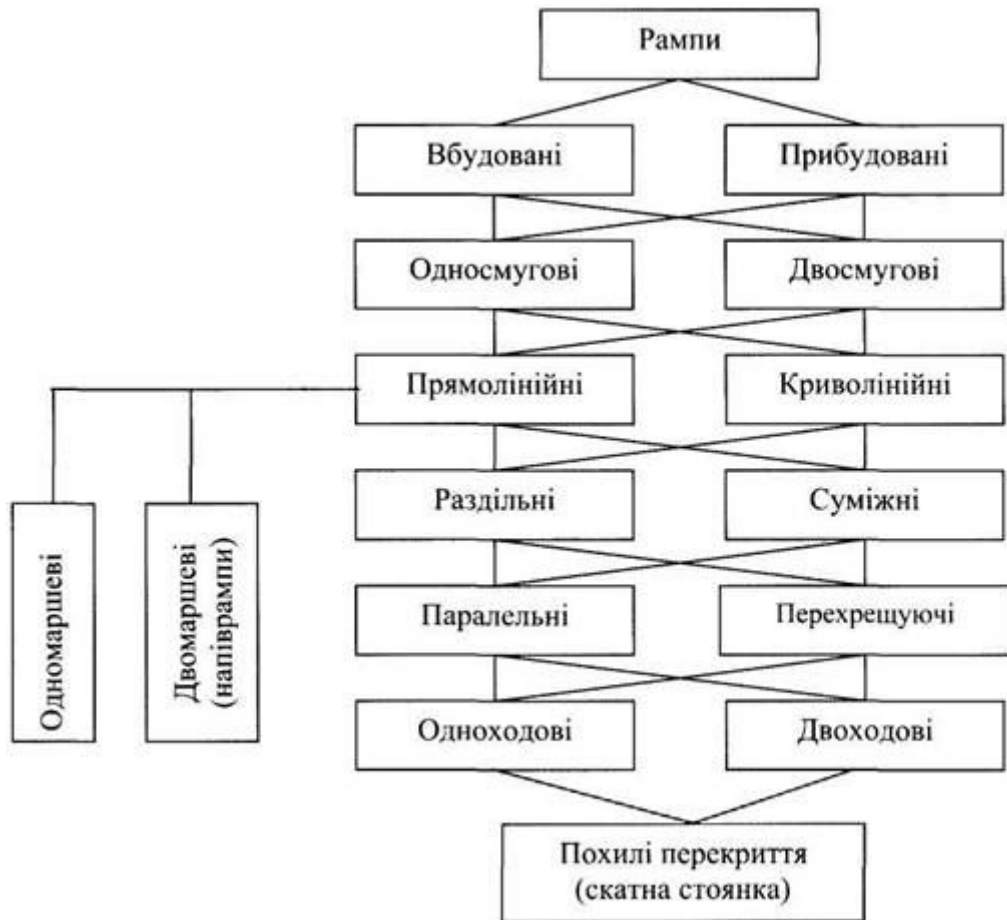 Рампи
Вбудовані
Прибудовані
Односмугові
Двосмугові
Прямолінійні
Криволінійні
Раздільні
Суміжні
Одномаршеві
Двомаршеві
(напіврампи)
Паралельні
Перехрещуючі
Одноходові
Двоходові
Похилі перекриття
(скатна стоянка)